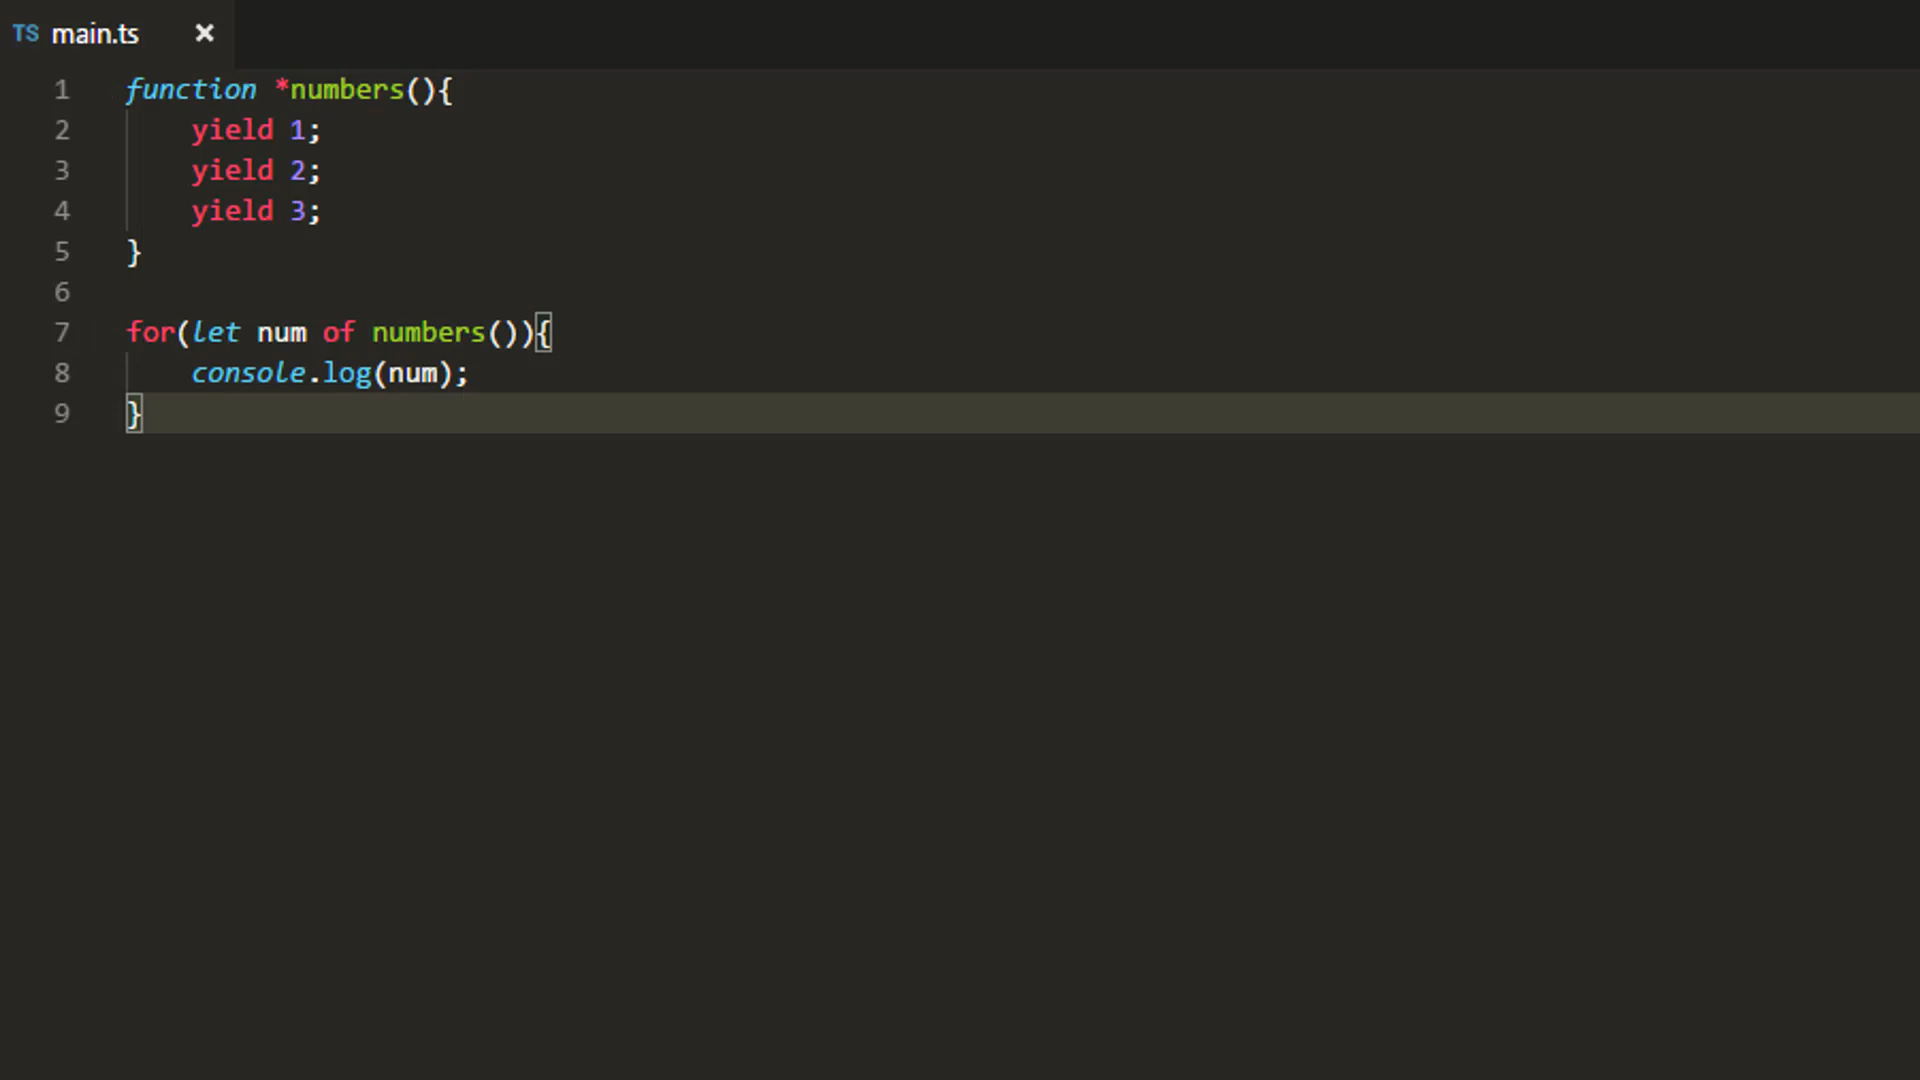 TS main.ts ×
1 function *numbers(){
2     yield 1;
3     yield 2;
4     yield 3;
5 }
6
7 for(let num of numbers()){
8     console.log(num);
9 }